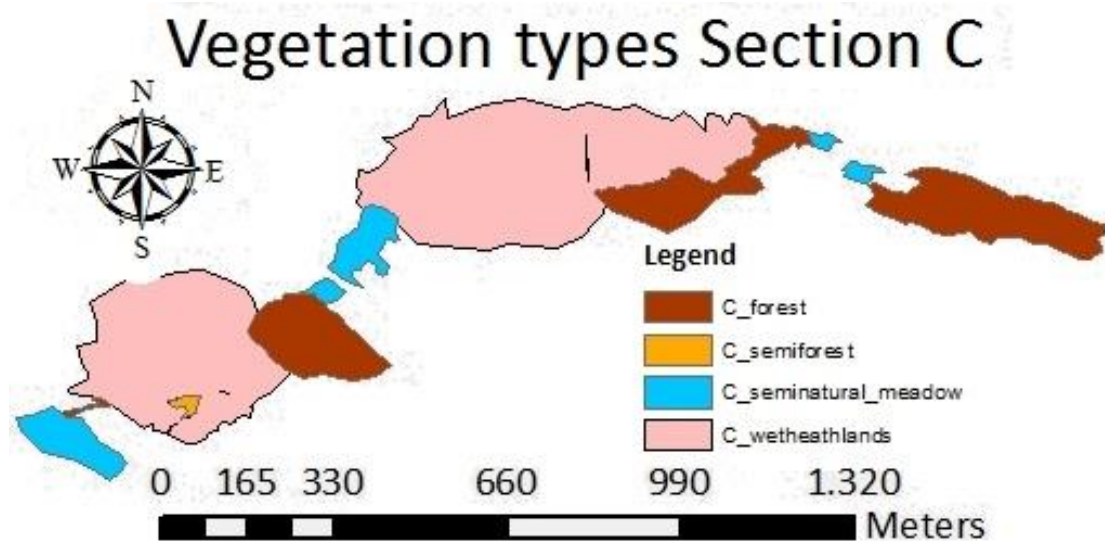 Vegetation types Section C
N
W E
S
Legend
C_forest
C_semiforest
C_seminatural_meadow
C_wetheathlands
0 165 330 660 990 1.320
Meters